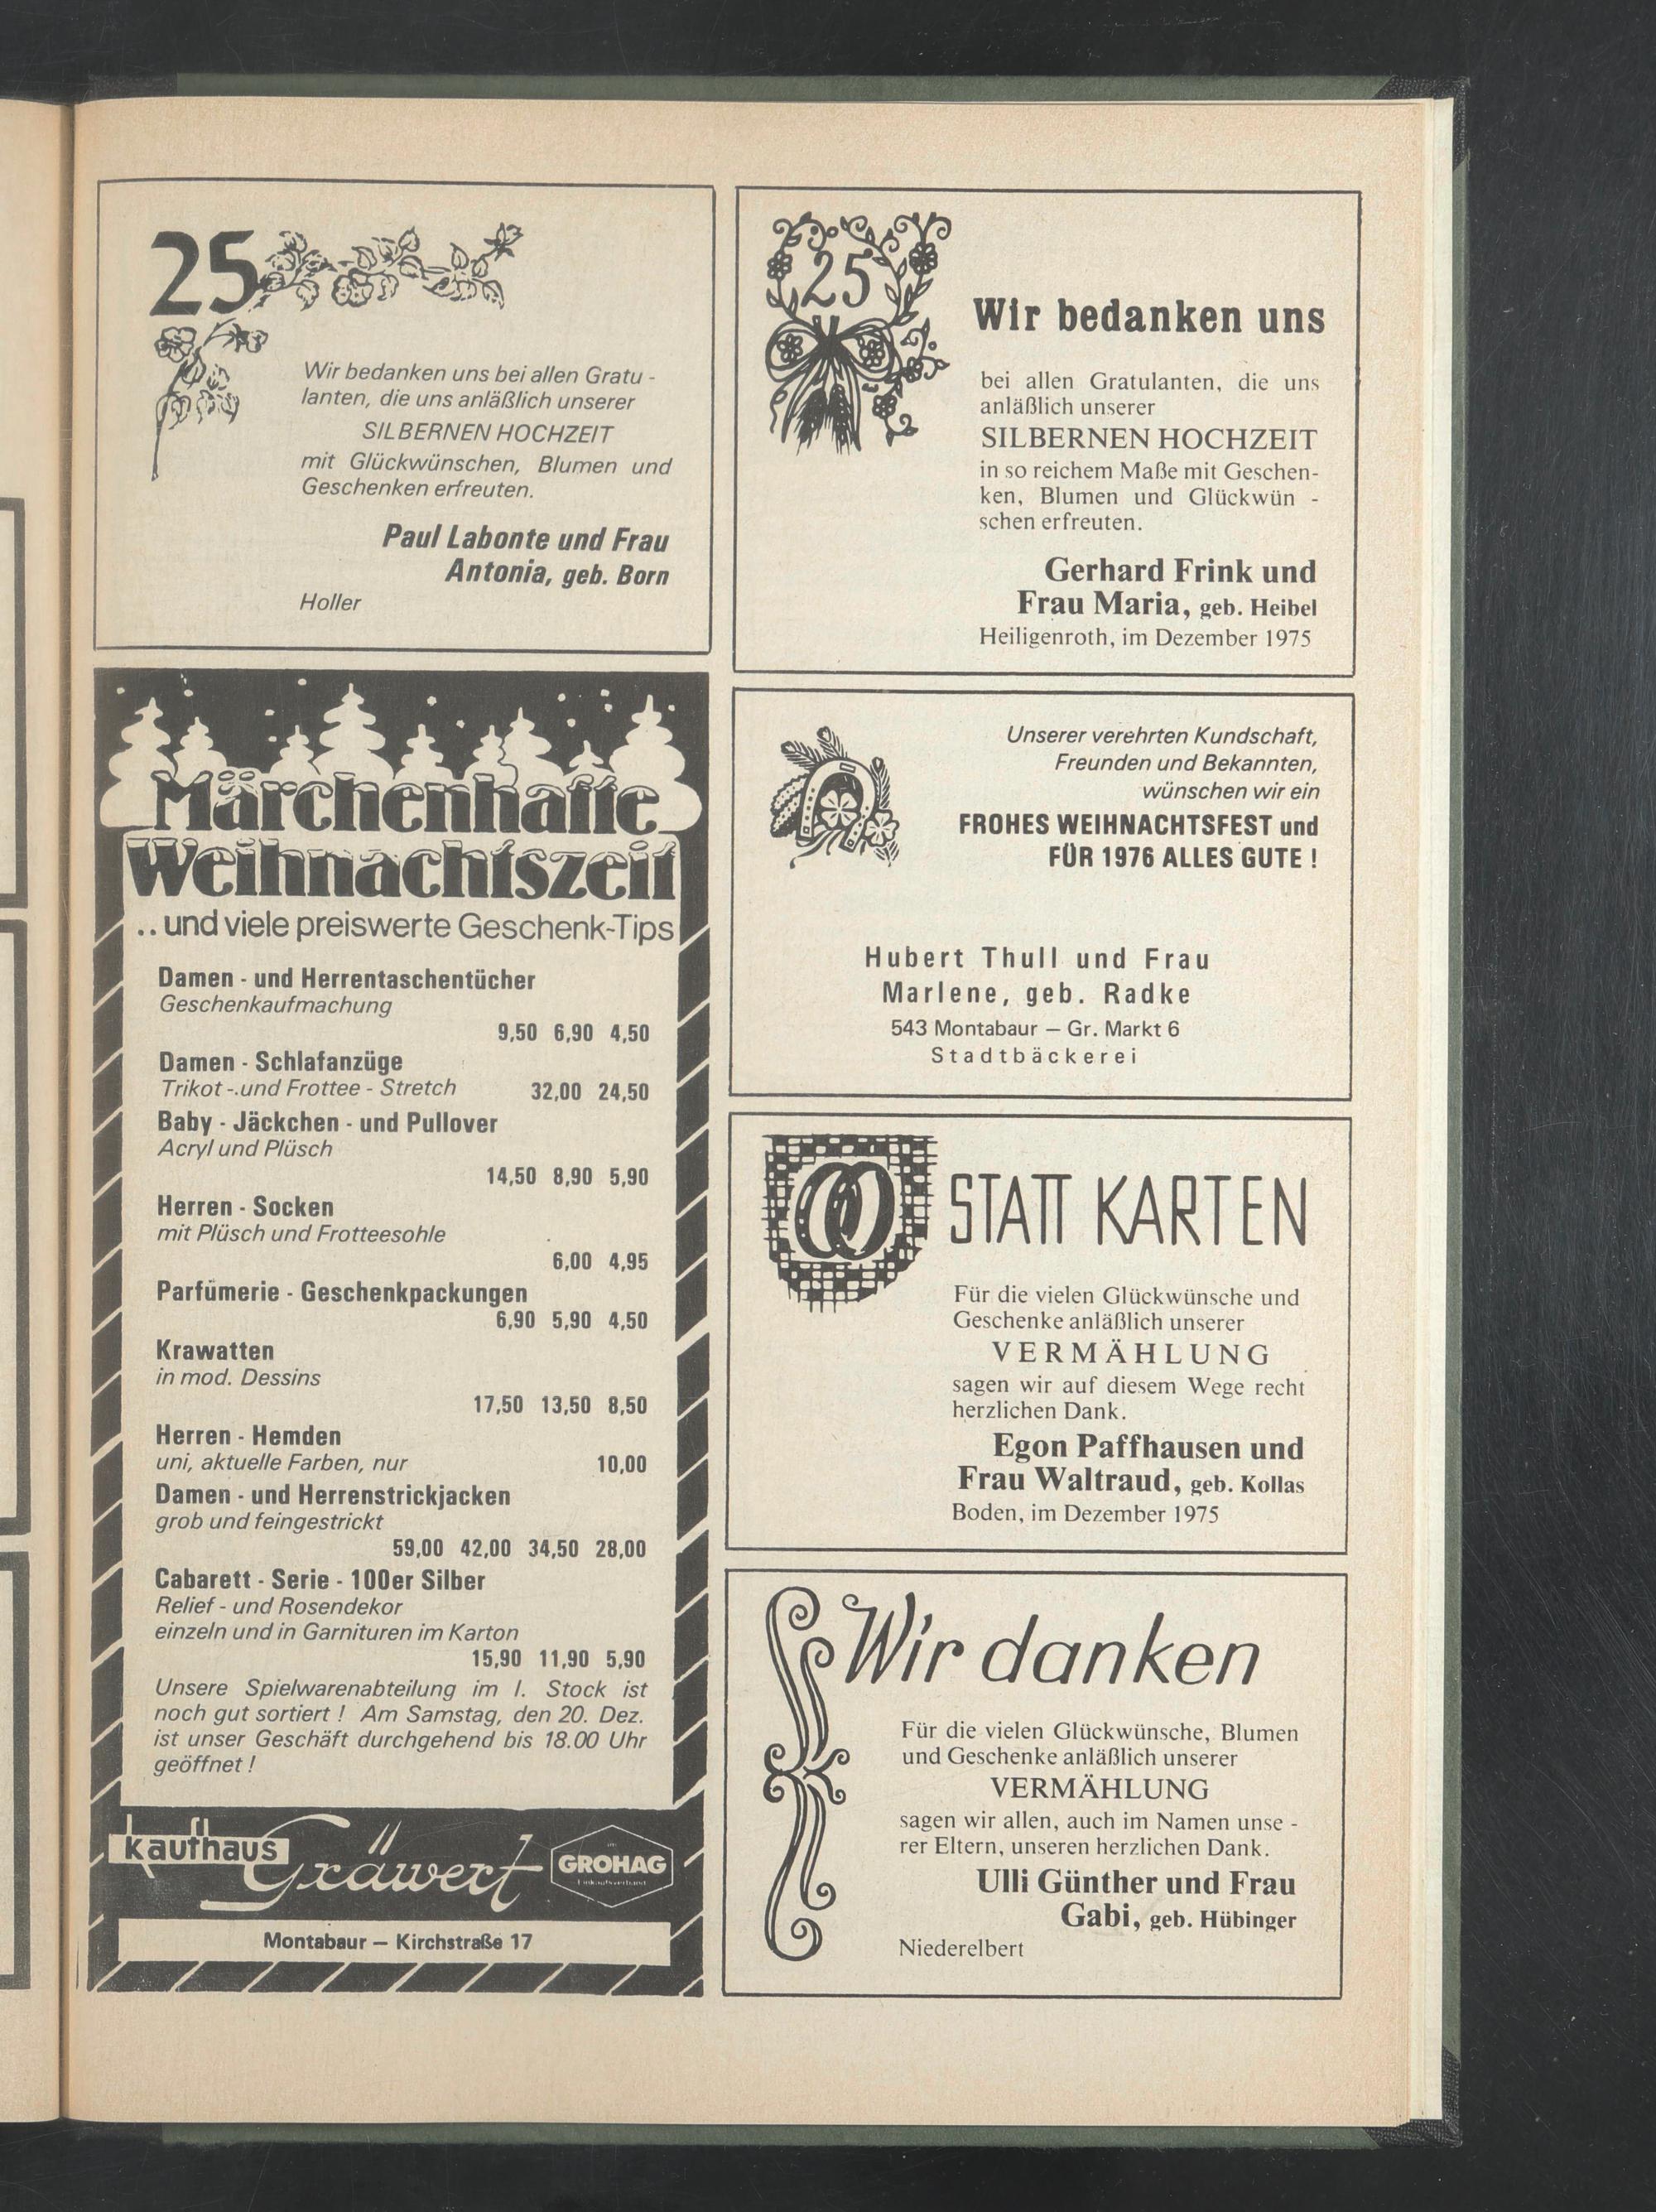 25
Wir bedanken uns bei allen Gratu -
lanten, die uns anläßlich unserer
SILBERNEN HOCHZEIT
mit Glückwünschen, Blumen und
Geschenken erfreuten.
Paul Labonte und Frau
Antonia, geb. Born
Holler
Märchenhafte
Weihnachtszeit
.. und viele preiswerte Geschenk-Tips
Damen - und Herrentaschentücher
Geschenkaufmachung
9,50 6,90 4,50
Damen - Schlafanzüge
Trikot - und Frottee - Stretch 32,00 24,50
Baby - Jäckchen - und Pullover
Acryl und Plüsch
14,50 8,90 5,90
Herren - Socken
mit Plüsch und Frotteesohle
6,00 4,95
Parfümerie - Geschenkpackungen
6,90 5,90 4,50
Krawatten
in mod. Dessins
17,50 13,50 8,50
Herren - Hemden
uni, aktuelle Farben, nur 10,00
Damen - und Herrenstrickjacken
grob und feingestrickt
59,00 42,00 34,50 28,00
Cabarett - Serie - 100er Silber
Relief - und Rosendekor
einzeln und in Garnituren im Karton
15,90 11,90 5,90
Unsere Spielwarenabteilung im I. Stock ist
noch gut sortiert ! Am Samstag, den 20. Dez.
ist unser Geschäft durchgehend bis 18.00 Uhr
geöffnet !
kaufhaus
Gräwert
im
GROHAG
Einkaufsverband
Montabaur — Kirchstraße 17
25
Wir bedanken uns
bei allen Gratulanten, die uns
anläßlich unserer
SILBERNEN HOCHZEIT
in so reichem Maße mit Geschen-
ken, Blumen und Glückwün -
schen erfreuten.
Gerhard Frink und
Frau Maria, geb. Heibel
Heiligenroth, im Dezember 1975
Unserer verehrten Kundschaft,
Freunden und Bekannten,
wünschen wir ein
FROHES WEIHNACHTSFEST und
FÜR 1976 ALLES GUTE !
Hubert Thull und Frau
Marlene, geb. Radke
543 Montabaur — Gr. Markt 6
Stadtbäckerei
STATT KARTEN
Für die vielen Glückwünsche und
Geschenke anläßlich unserer
VERMÄHLUNG
sagen wir auf diesem Wege recht
herzlichen Dank.
Egon Paffhausen und
Frau Waltraud, geb. Kollas
Boden, im Dezember 1975
Wir danken
Für die vielen Glückwünsche, Blumen
und Geschenke anläßlich unserer
VERMÄHLUNG
sagen wir allen, auch im Namen unse -
rer Eltern, unseren herzlichen Dank.
Ulli Günther und Frau
Gabi, geb. Hübinger
Niederelbert